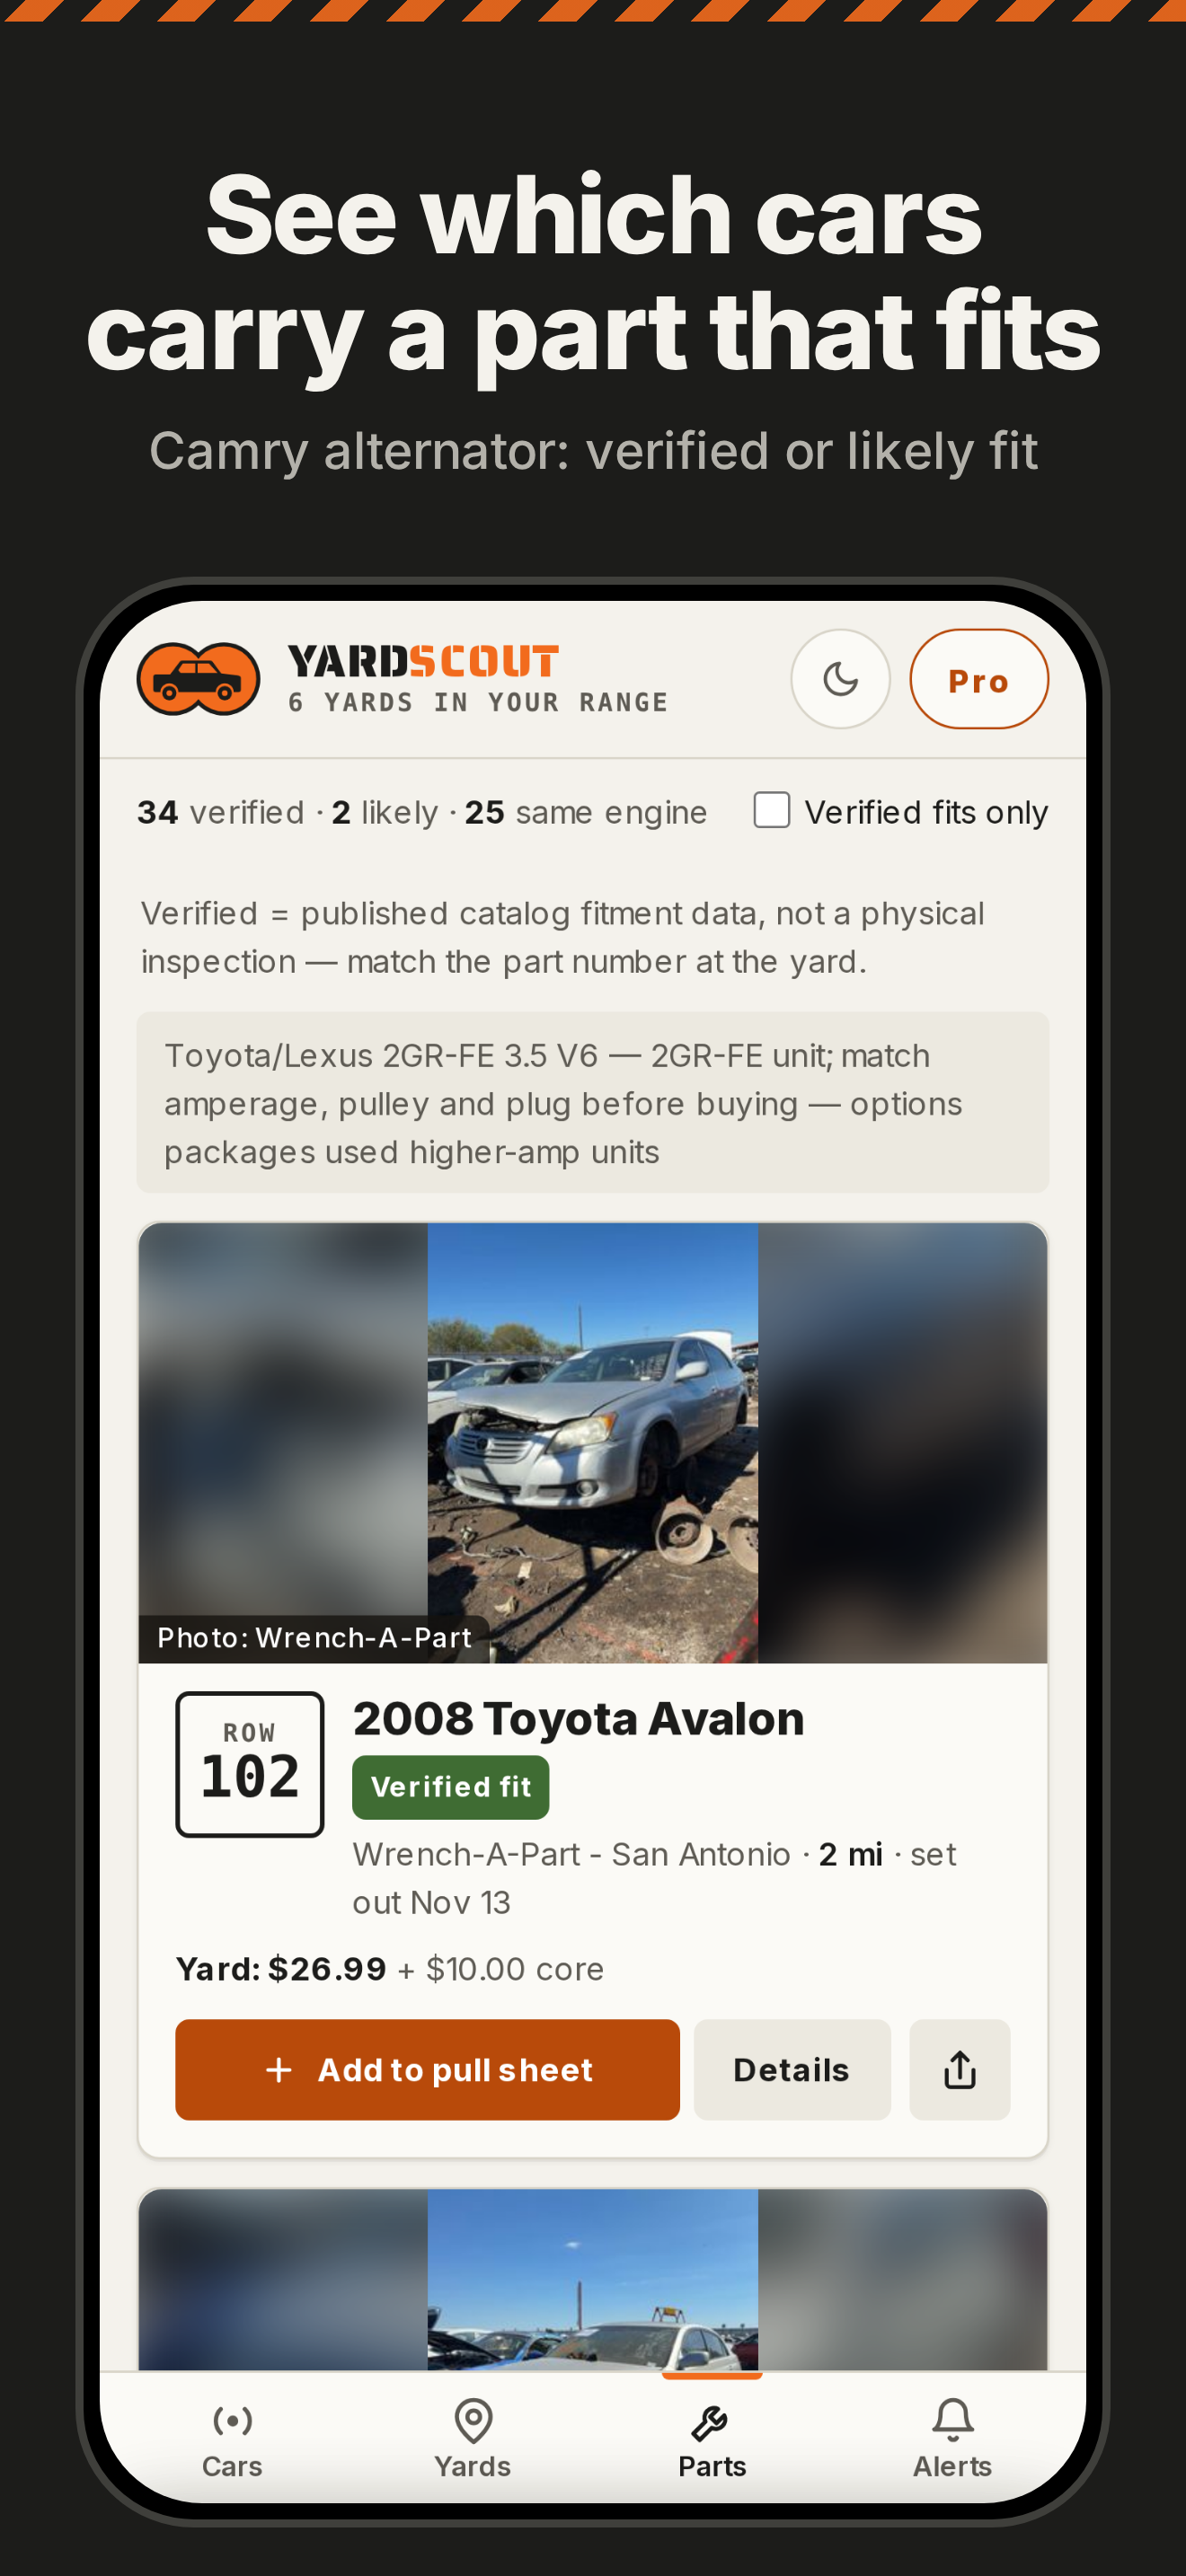 See which cars
carry a part that fits
Camry alternator: verified or likely fit
YARDSCOUT
6 YARDS IN YOUR RANGE
Pro
34 verified · 2 likely · 25 same engine
Verified fits only
Verified = published catalog fitment data, not a physical
inspection — match the part number at the yard.
Toyota/Lexus 2GR-FE 3.5 V6 — 2GR-FE unit; match
amperage, pulley and plug before buying — options
packages used higher-amp units
Photo: Wrench-A-Part
ROW
102
2008 Toyota Avalon
Verified fit
Wrench-A-Part - San Antonio · 2 mi · set
out Nov 13
Yard: $26.99 + $10.00 core
+ Add to pull sheet
Details
Cars
Yards
Parts
Alerts